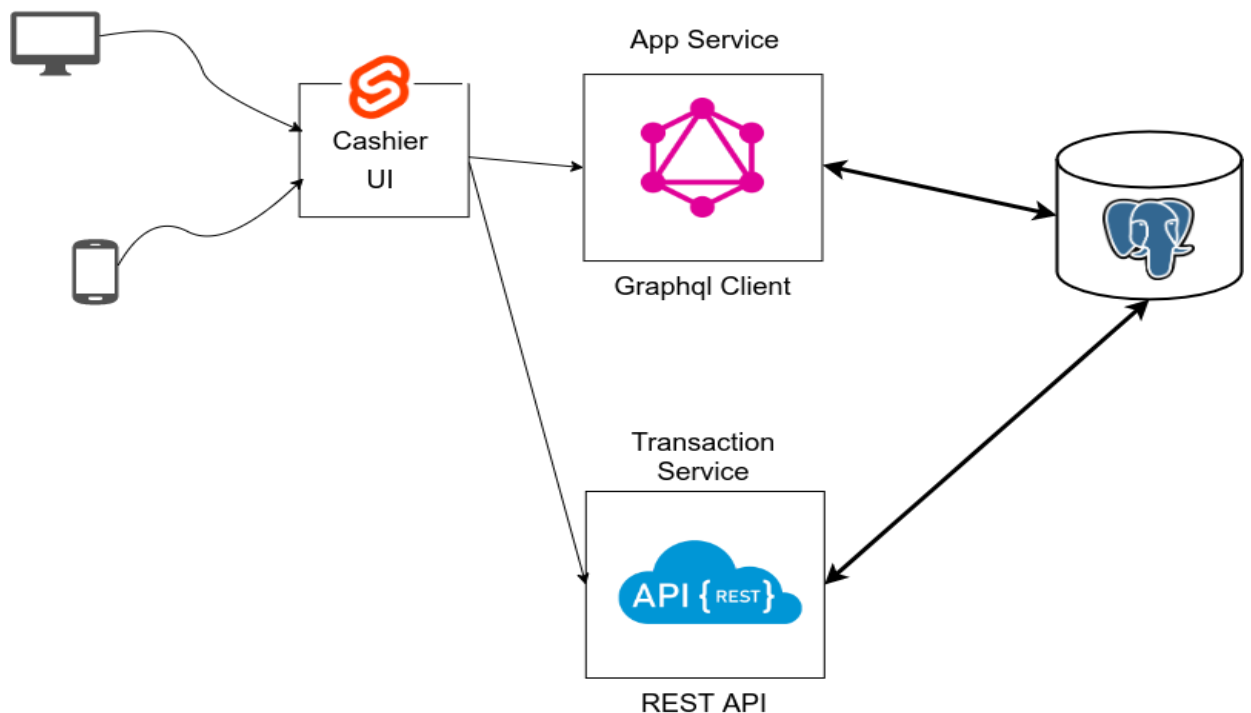 App Service
Cashier
UI
Graphql Client
Transaction
Service
API {REST}
REST API